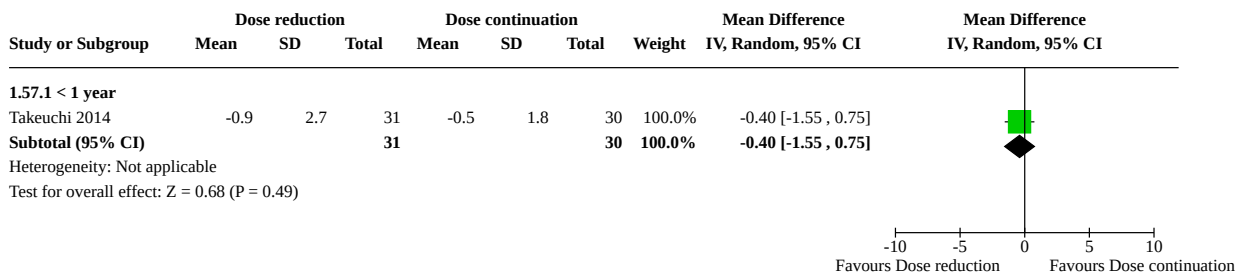 Dose reduction Dose continuation Mean Difference Mean Difference
Study or Subgroup Mean SD Total Mean SD Total Weight IV, Random, 95% CI IV, Random, 95% CI
1.57.1 < 1 year
Takeuchi 2014 -0.9 2.7 31 -0.5 1.8 30 100.0% -0.40 [-1.55 , 0.75]
Subtotal (95% CI) 31 30 100.0% -0.40 [-1.55 , 0.75]
Heterogeneity: Not applicable
Test for overall effect: Z = 0.68 (P = 0.49)
-10 -5 0 5 10
Favours Dose reduction Favours Dose continuation